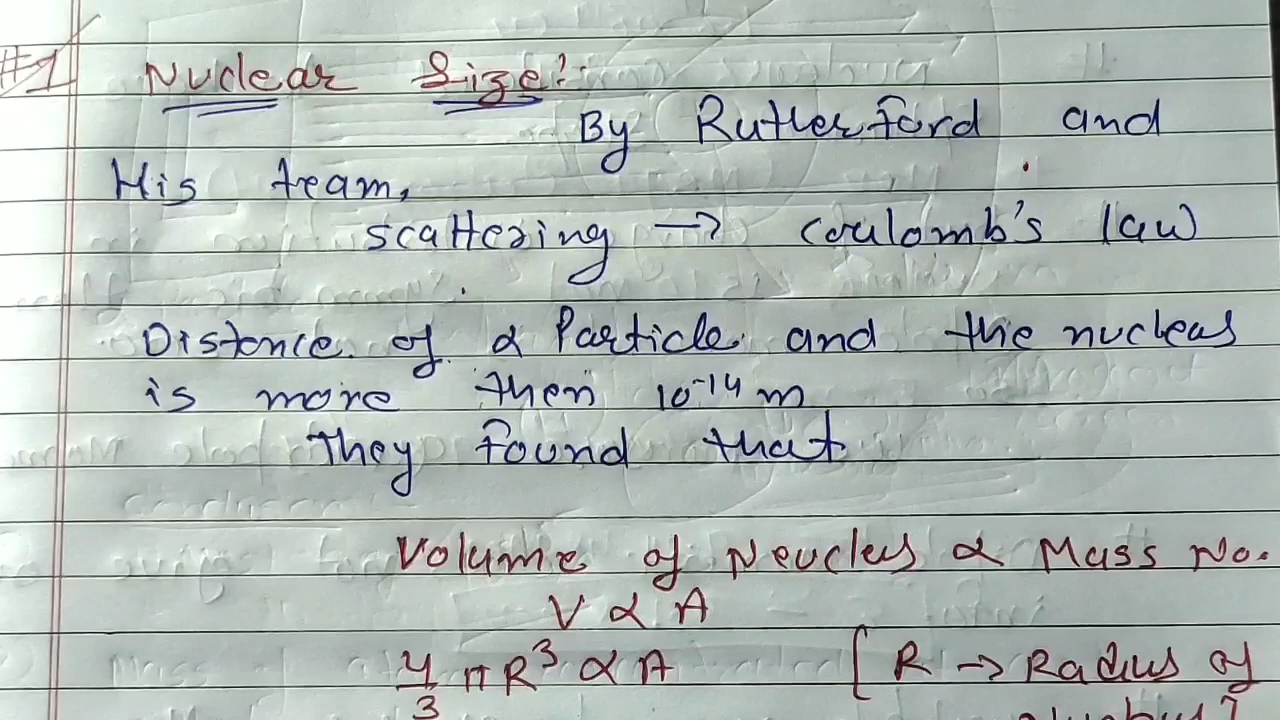 #1 Nuclear Size:
By Rutherford and
His team,
scattering → coulomb's law
Distance of α Particle and the nucleus
is more then 10⁻¹⁴ m
They found that
Volume of Neucleus α Mass No.
V α A
4/3 πR³ α A [R → Radius of